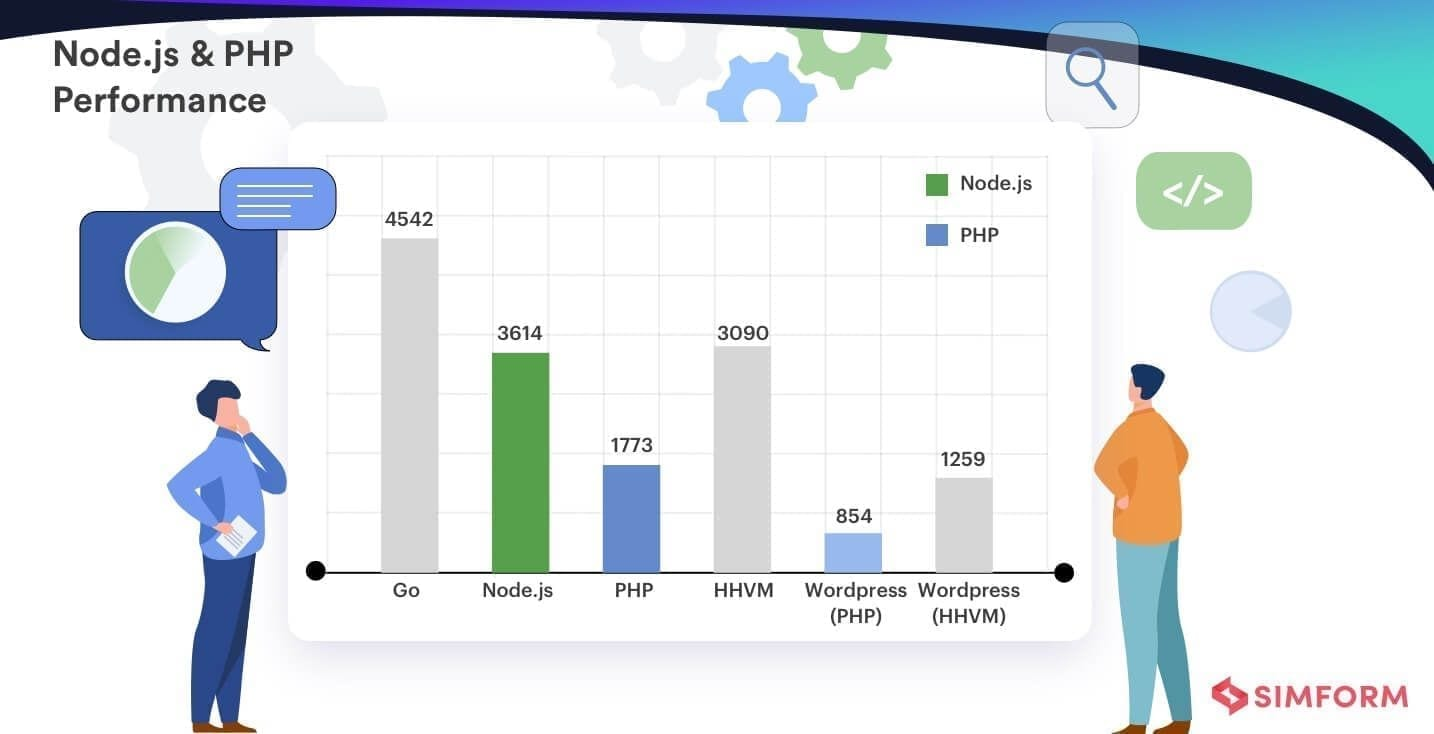 Node.js & PHP
Performance
Node.js
PHP
4542
3614
1773
3090
854
1259
Go
Node.js
PHP
HHVM
Wordpress
(PHP)
Wordpress
(HHVM)
</>
SIMFORM